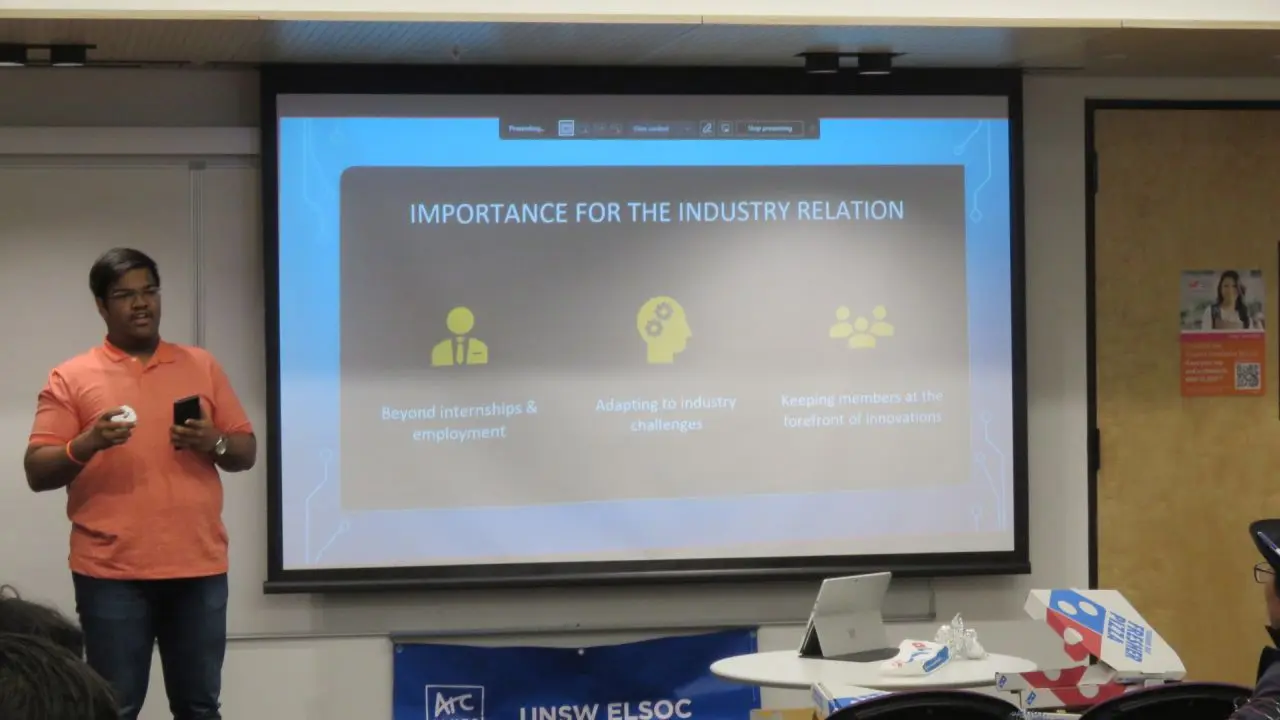 Presenting...
Stop presenting
IMPORTANCE FOR THE INDUSTRY RELATION
Beyond internships &
employment
Adapting to industry
challenges
Keeping members at the
forefront of innovations
Arc
UNSW ELSOC
FRESHER
PIZZA